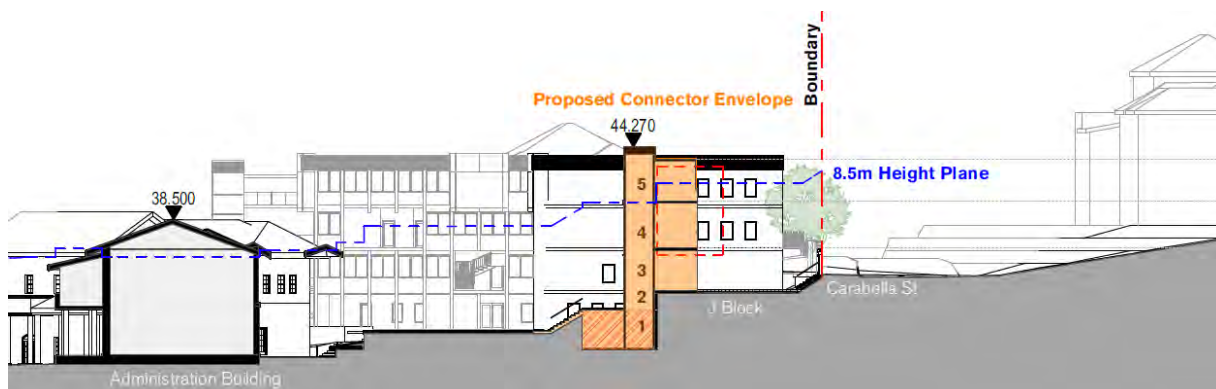 Boundary
Proposed Connector Envelope
44.270
38.500
8.5m Height Plane
5
4
3
2
1
J Block
Carabella St
Administration Building